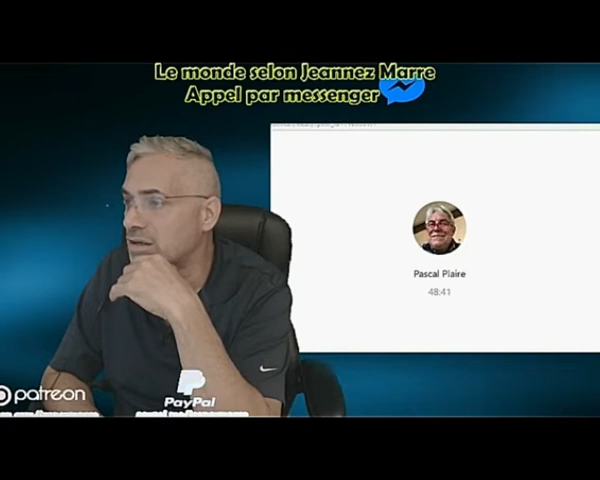 Le monde selon Jeannez Marre
Appel par messenger
Pascal Plaire
48:41
patreon
PayPal